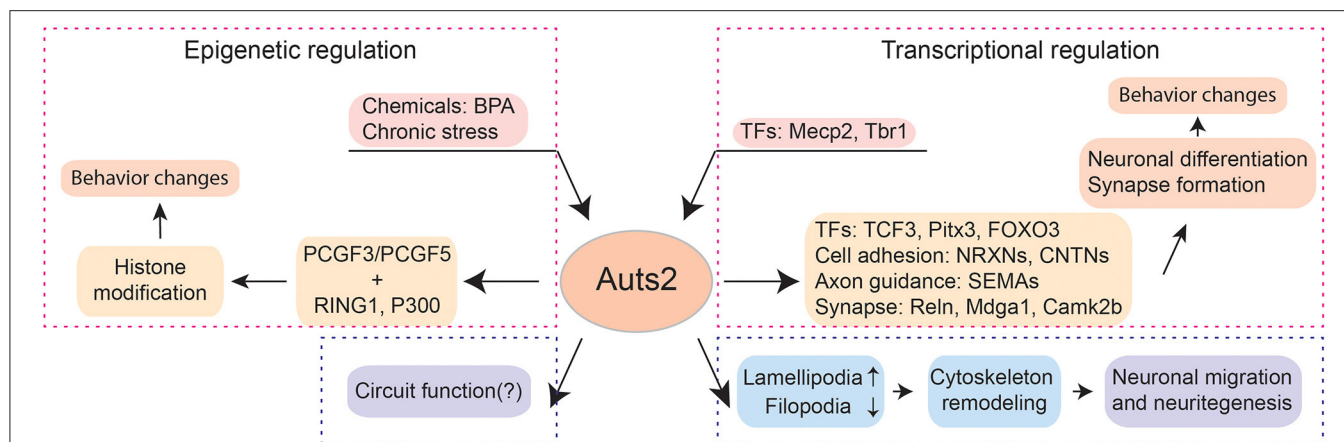 Epigenetic regulation
Chemicals: BPA
Chronic stress
Behavior changes
Histone
modification
PCGF3/PCGF5
+
RING1, P300
Auts2
Transcriptional regulation
TFs: Mecp2, Tbr1
Behavior changes
Neuronal differentiation
Synapse formation
TFs: TCF3, Pitx3, FOXO3
Cell adhesion: NRXNs, CNTNs
Axon guidance: SEMAs
Synapse: Reln, Mdga1, Camk2b
Circuit function(?)
Lamellipodia ↑
Filopodia ↓
Cytoskeleton
remodeling
Neuronal migration
and neuritegenesis